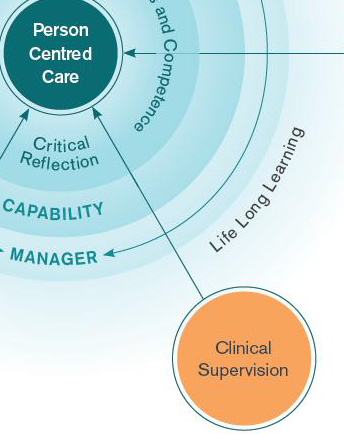 Person
Centred
Care
and Competence
Critical
Reflection
CAPABILITY
MANAGER
Life Long Learning
Clinical
Supervision